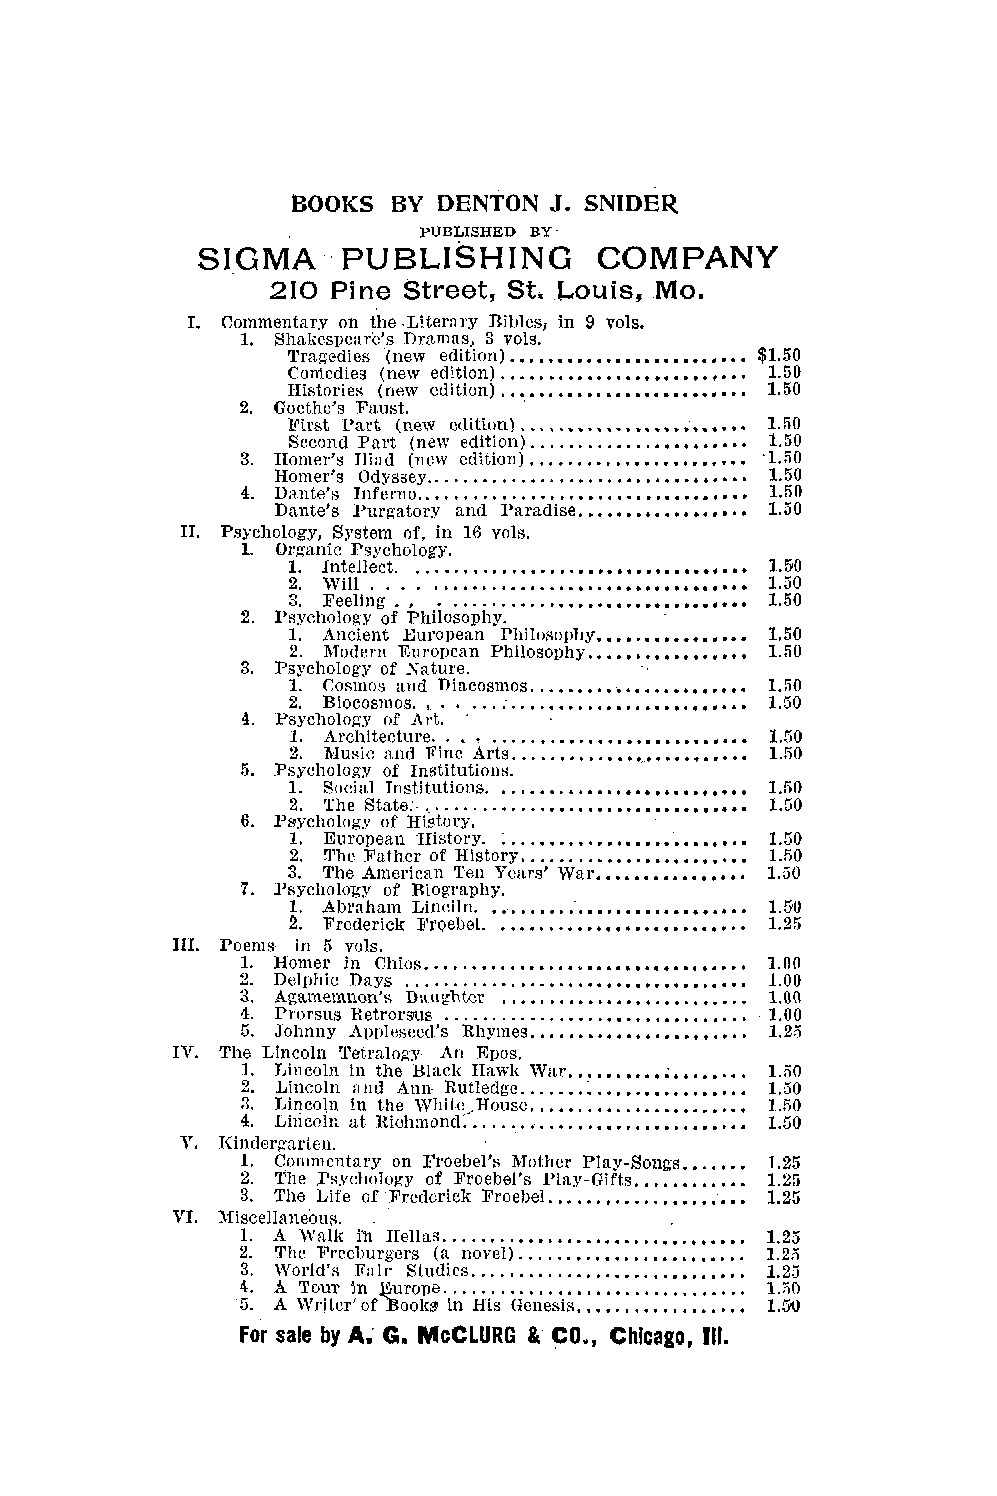 BOOKS BY DENTON J. SNIDER
PUBLISHED BY
SIGMA PUBLISHING COMPANY
210 Pine Street, St. Louis, Mo.
I. Commentary on the Literary Bibles, in 9 vols.
1. Shakespeare's Dramas, 3 vols.
Tragedies (new edition)........................ $1.50
Comedies (new edition)......................... 1.50
Histories (new edition)......................... 1.50
2. Goethe's Faust.
First Part (new edition)....................... 1.50
Second Part (new edition)...................... 1.50
3. Homer's Iliad (new edition)...................... 1.50
Homer's Odyssey................................ 1.50
4. Dante's Inferno................................. 1.50
Dante's Purgatory and Paradise................. 1.50
II. Psychology, System of, in 16 vols.
1. Organic Psychology.
1. Intellect. .................................. 1.50
2. Will . . . . ................................ 1.50
3. Feeling . . . .............................. 1.50
2. Psychology of Philosophy.
1. Ancient European Philosophy............... 1.50
2. Modern European Philosophy................ 1.50
3. Psychology of Nature.
1. Cosmos and Diacosmos...................... 1.50
2. Biocosmos. . . . ........................... 1.50
4. Psychology of Art.
1. Architecture. . . . .......................... 1.50
2. Music and Fine Arts........................ 1.50
5. Psychology of Institutions.
1. Social Institutions. ......................... 1.50
2. The State. ................................. 1.50
6. Psychology of History.
1. European History. ......................... 1.50
2. The Father of History....................... 1.50
3. The American Ten Years' War............... 1.50
7. Psychology of Biography.
1. Abraham Linciln. .......................... 1.50
2. Frederick Froebel. ......................... 1.25
III. Poems in 5 vols.
1. Homer in Chios................................. 1.00
2. Delphic Days ................................... 1.00
3. Agamemnon's Daughter ......................... 1.00
4. Prorsus Retrorsus ............................... 1.00
5. Johnny Appleseed's Rhymes...................... 1.25
IV. The Lincoln Tetralogy An Epos.
1. Lincoln in the Black Hawk War.................. 1.50
2. Lincoln and Ann Rutledge....................... 1.50
3. Lincoln in the White House...................... 1.50
4. Lincoln at Richmond............................. 1.50
V. Kindergarten.
1. Commentary on Froebel's Mother Play-Songs....... 1.25
2. The Psychology of Froebel's Play-Gifts............ 1.25
3. The Life of Frederick Froebel.................... 1.25
VI. Miscellaneous.
1. A Walk in Hellas............................... 1.25
2. The Freeburgers (a novel)........................ 1.25
3. World's Fair Studies............................ 1.25
4. A Tour in Europe............................... 1.50
5. A Writer of Books in His Genesis................. 1.50
For sale by A. G. McCLURG & CO., Chicago, Ill.